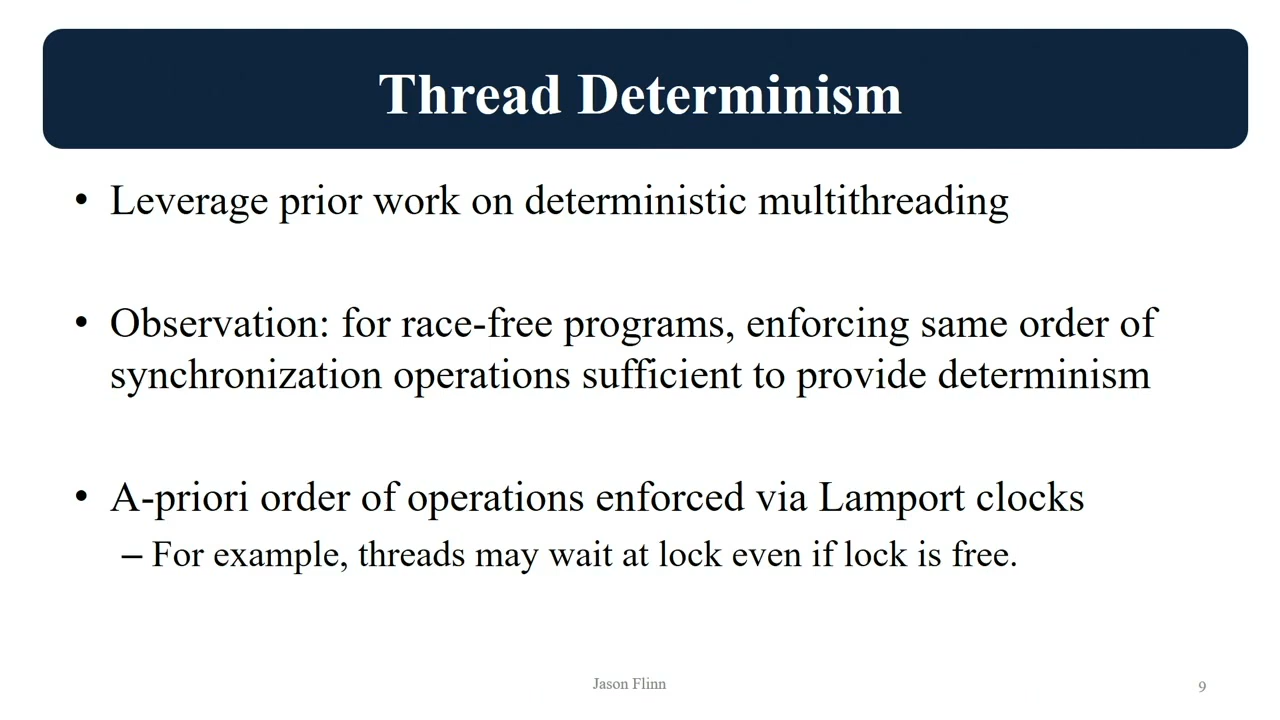 Thread Determinism
• Leverage prior work on deterministic multithreading
• Observation: for race-free programs, enforcing same order of
synchronization operations sufficient to provide determinism
• A-priori order of operations enforced via Lamport clocks
– For example, threads may wait at lock even if lock is free.
Jason Flinn
9